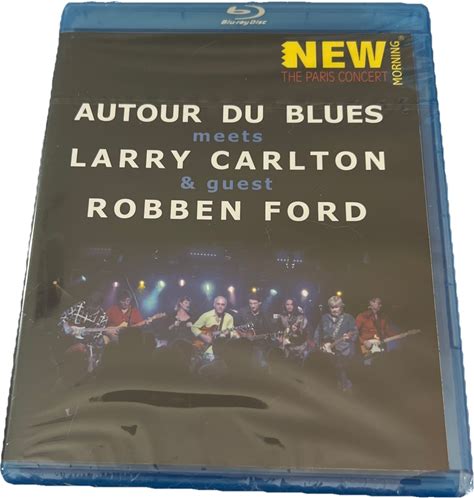 Blu-ray Disc
NEW
MORNING®
THE PARIS CONCERT
AUTOUR DU BLUES
meets
LARRY CARLTON
& guest
ROBBEN FORD